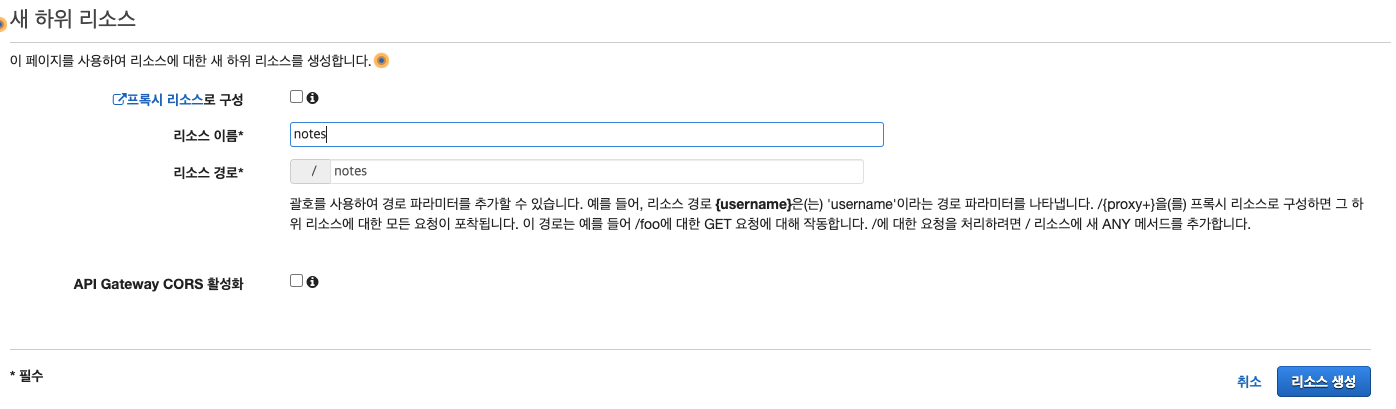 새 하위 리소스
이 페이지를 사용하여 리소스에 대한 새 하위 리소스를 생성합니다.
프록시 리소스로 구성
리소스 이름* notes
리소스 경로* / notes
괄호를 사용하여 경로 파라미터를 추가할 수 있습니다. 예를 들어, 리소스 경로 {username}은(는) 'username'이라는 경로 파라미터를 나타냅니다. /{proxy+}을(를) 프록시 리소스로 구성하면 그 하
위 리소스에 대한 모든 요청이 포착됩니다. 이 경로는 예를 들어 /foo에 대한 GET 요청에 대해 작동합니다. /에 대한 요청을 처리하려면 / 리소스에 새 ANY 메서드를 추가합니다.
API Gateway CORS 활성화
* 필수
취소 리소스 생성